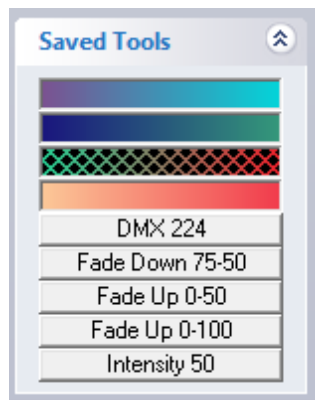 Saved Tools
DMX 224
Fade Down 75-50
Fade Up 0-50
Fade Up 0-100
Intensity 50